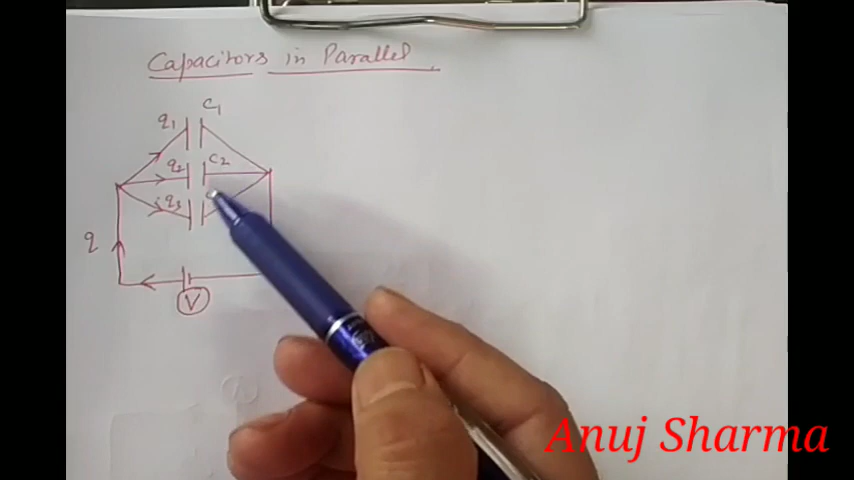 Capacitors in Parallel
C1
q1
C2
q2
q3
q
V
Anuj Sharma